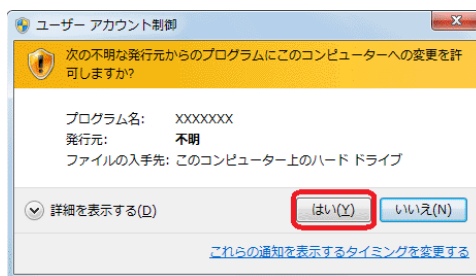 ユーザー アカウント制御
次の不明な発行元からのプログラムにこのコンピューターへの変更を許
可しますか?
プログラム名: XXXXXXX
発行元: 不明
ファイルの入手先: このコンピューター上のハード ドライブ
詳細を表示する(D) はい(Y) いいえ(N)
これらの通知を表示するタイミングを変更する